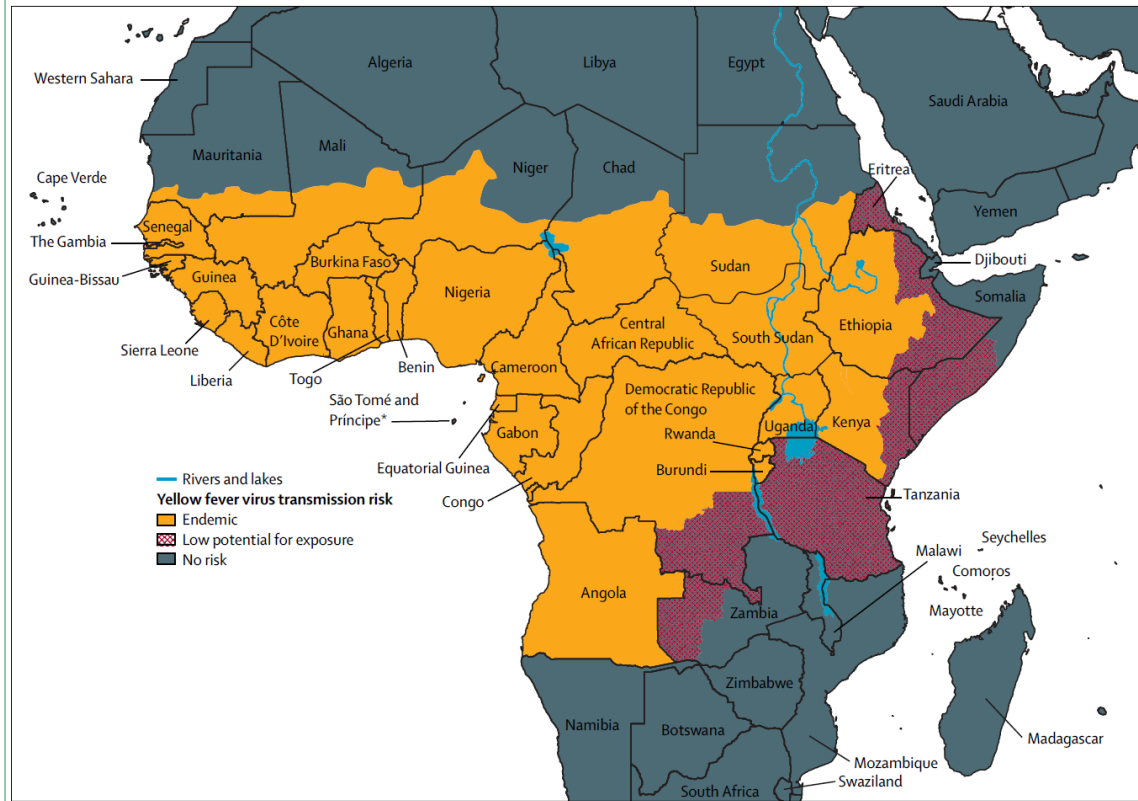 Western Sahara
Algeria
Libya
Egypt
Saudi Arabia
Mauritania
Mali
Niger
Chad
Eritrea
Cape Verde
Yemen
Senegal
The Gambia
Djibouti
Guinea-Bissau
Guinea
Burkina Faso
Nigeria
Sudan
Somalia
Sierra Leone
Côte
D’Ivoire
Ghana
Central
African Republic
South Sudan
Ethiopia
Liberia
Togo
Benin
Cameroon
São Tomé and
Príncipe*
Democratic Republic
of the Congo
Uganda
Kenya
Gabon
Rwanda
Equatorial Guinea
Burundi
Congo
Tanzania
Rivers and lakes
Yellow fever virus transmission risk
Endemic
Low potential for exposure
No risk
Seychelles
Malawi
Comoros
Angola
Zambia
Mayotte
Zimbabwe
Namibia
Botswana
Madagascar
Mozambique
Swaziland
South Africa